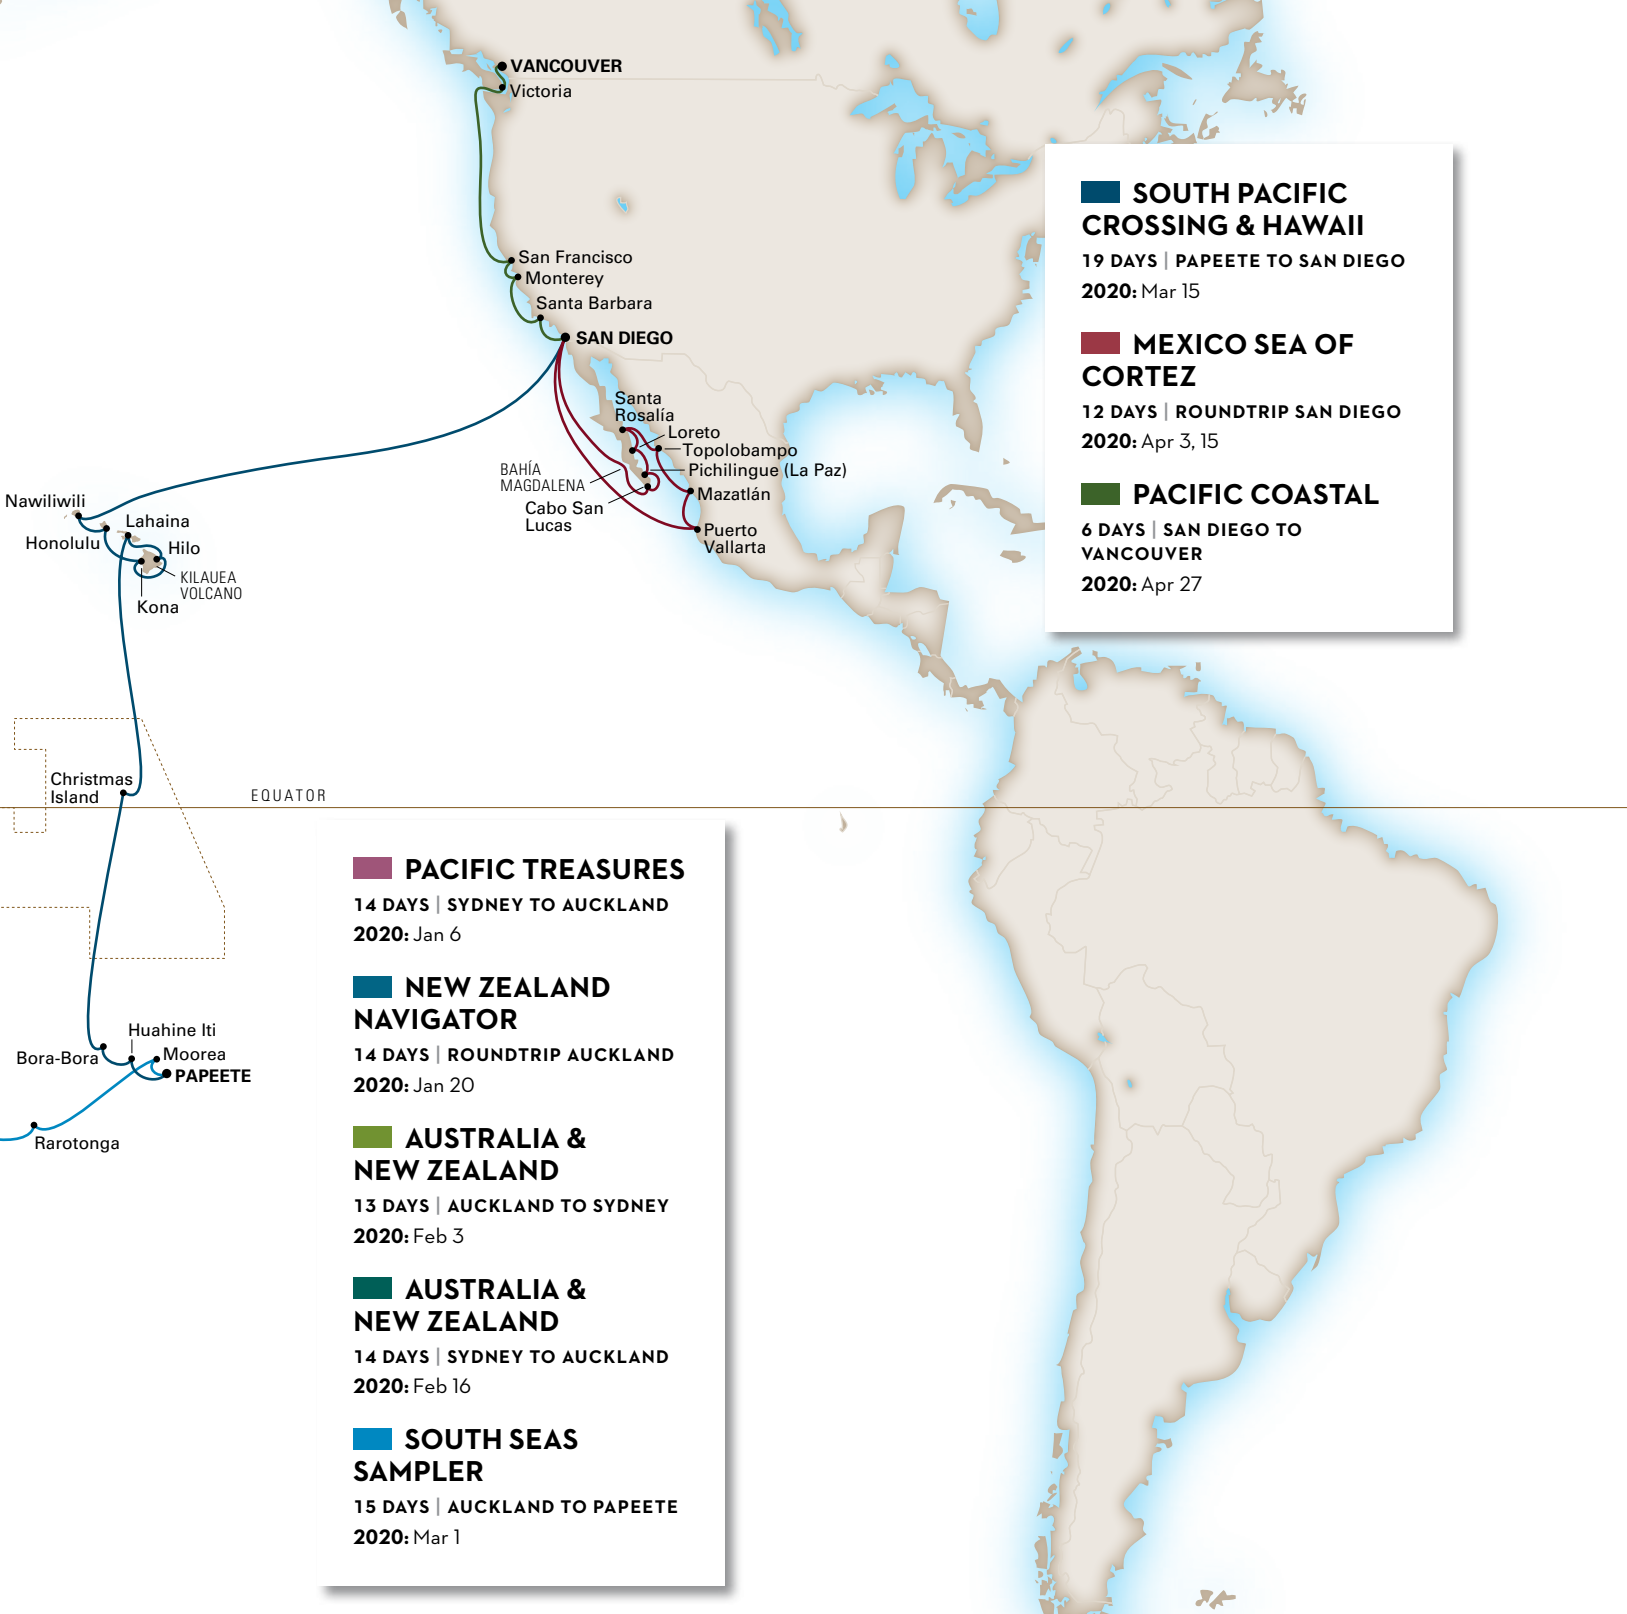 VANCOUVER
Victoria
San Francisco
Monterey
Santa Barbara
SAN DIEGO
Santa
Rosalía
Loreto
Topolobampo
Pichilingue (La Paz)
BAHÍA
MAGDALENA
Mazatlán
Cabo San
Lucas
Puerto
Vallarta
Nawiliwili
Lahaina
Honolulu
Hilo
KILAUEA
VOLCANO
Kona
Christmas
Island
EQUATOR
Huahine Iti
Bora-Bora
Moorea
PAPEETE
Rarotonga
SOUTH PACIFIC
CROSSING & HAWAII
19 DAYS | PAPEETE TO SAN DIEGO
2020: Mar 15
MEXICO SEA OF
CORTEZ
12 DAYS | ROUNDTRIP SAN DIEGO
2020: Apr 3, 15
PACIFIC COASTAL
6 DAYS | SAN DIEGO TO
VANCOUVER
2020: Apr 27
PACIFIC TREASURES
14 DAYS | SYDNEY TO AUCKLAND
2020: Jan 6
NEW ZEALAND
NAVIGATOR
14 DAYS | ROUNDTRIP AUCKLAND
2020: Jan 20
AUSTRALIA &
NEW ZEALAND
13 DAYS | AUCKLAND TO SYDNEY
2020: Feb 3
AUSTRALIA &
NEW ZEALAND
14 DAYS | SYDNEY TO AUCKLAND
2020: Feb 16
SOUTH SEAS
SAMPLER
15 DAYS | AUCKLAND TO PAPEETE
2020: Mar 1